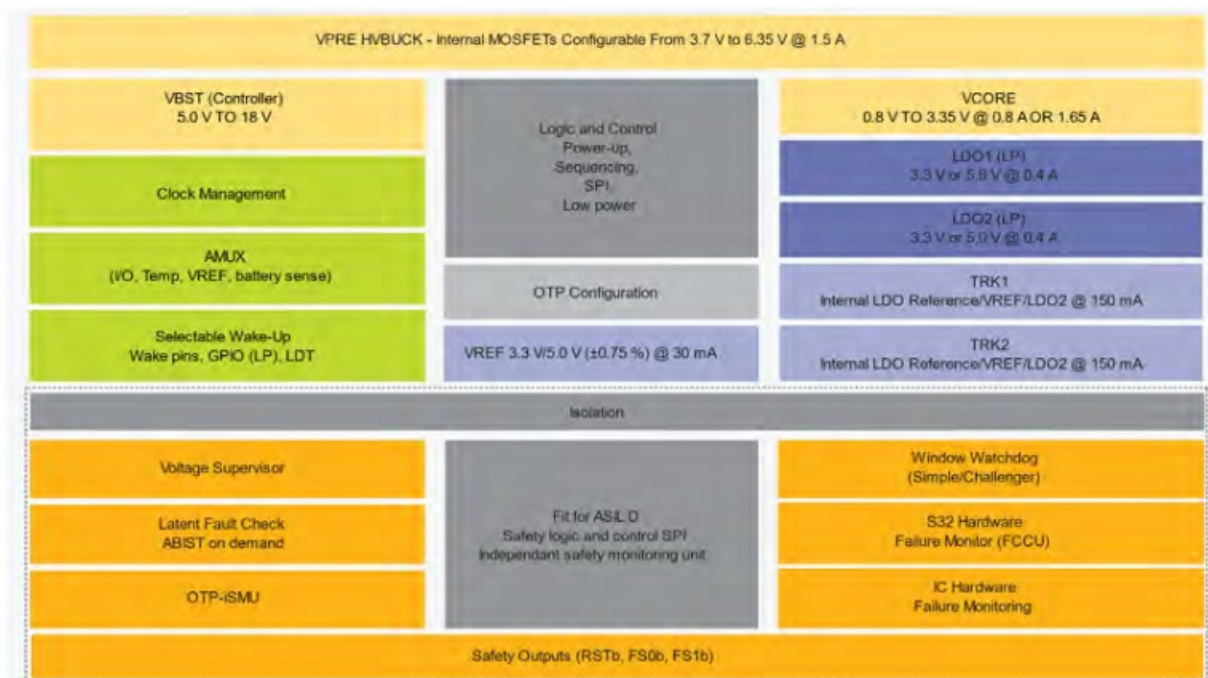 VPRE HVBUCK - Internal MOSFETs Configurable From 3.7 V to 6.35 V @ 1.5 A
VBST (Controller)
5.0 V TO 18 V
Logic and Control
Power-up,
Sequencing,
SPI,
Low power
VCORE
0.8 V TO 3.35 V @ 0.8 A OR 1.65 A
LDO1 (LP)
3.3 V or 5.0 V @ 0.4 A
Clock Management
LDO2 (LP)
3.3 V or 5.0 V @ 0.4 A
AMUX
(I/O, Temp, VREF, battery sense)
OTP Configuration
TRK1
Internal LDO Reference/VREF/LDO2 @ 150 mA
Selectable Wake-Up
Wake pins, GPIO (LP), LDT
VREF 3.3 V/5.0 V (±0.75 %) @ 30 mA
TRK2
Internal LDO Reference/VREF/LDO2 @ 150 mA
Isolation
Voltage Supervisor
Fit for ASIL D
Safety logic and control SPI
Independant safety monitoring unit
Window Watchdog
(Simple/Challenger)
Latent Fault Check
ABIST on demand
S32 Hardware
Failure Monitor (FCCU)
OTP-iSMU
IC Hardware
Failure Monitoring
Safety Outputs (RSTb, FS0b, FS1b)